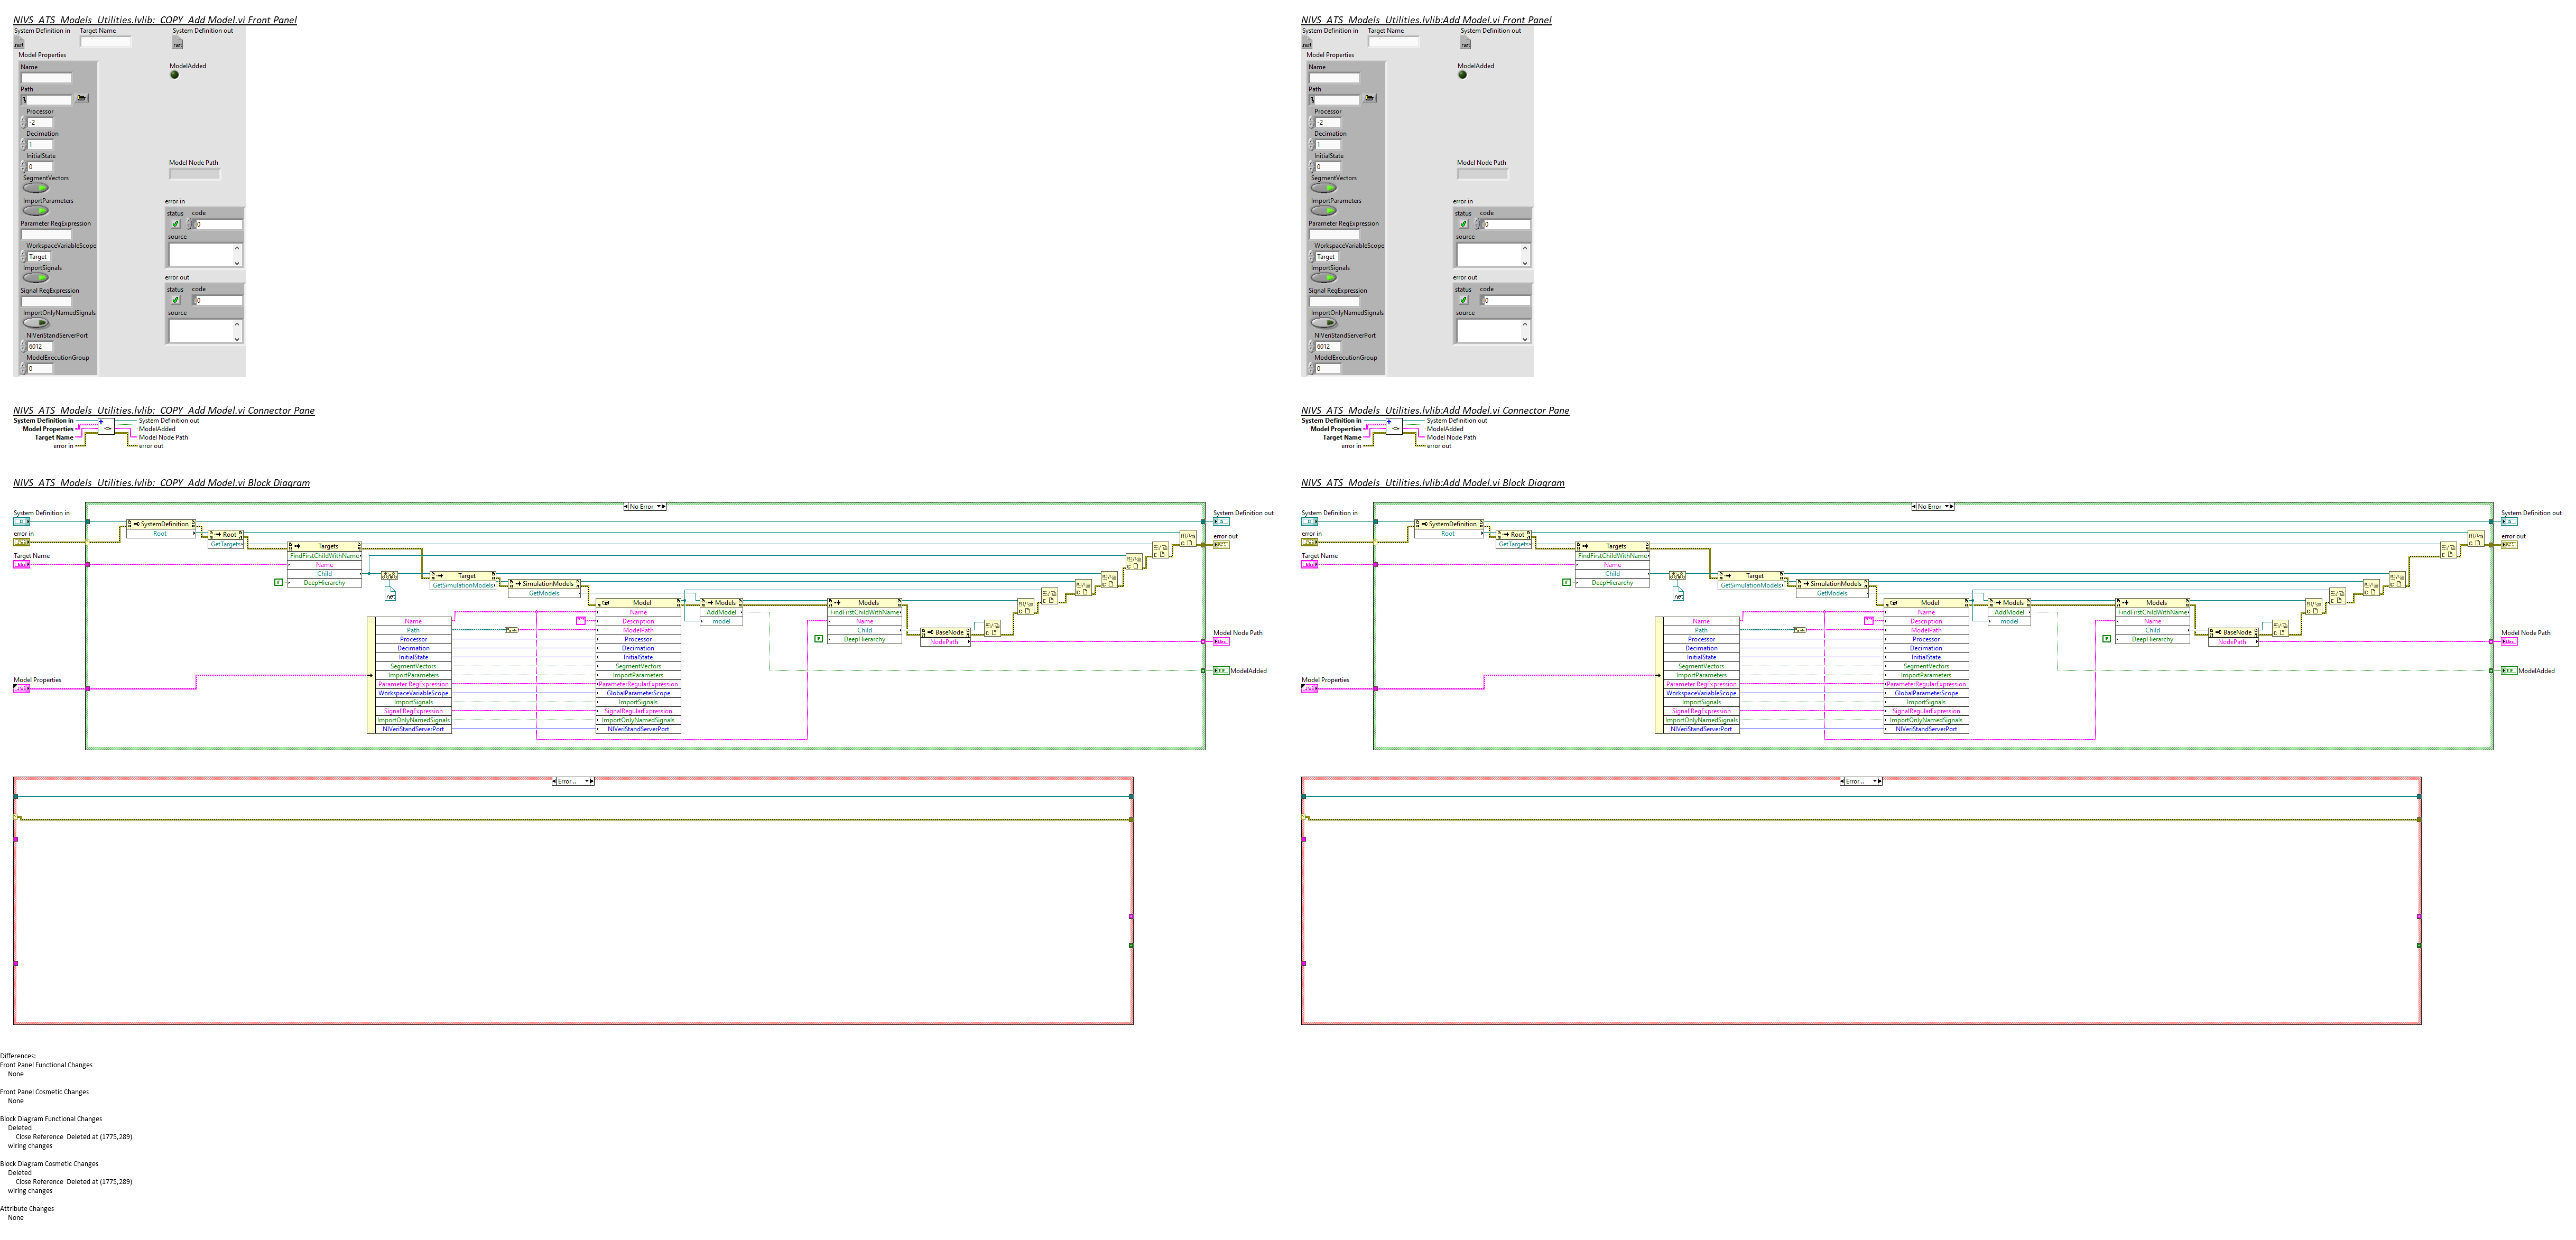 NIVS_ATS_Models_Utilities.lvlib:_COPY_Add Model.vi Front Panel
System Definition in
Target Name
System Definition out
.net
.net
Model Properties
Name
ModelAdded
Path
Processor
-2
Decimation
1
InitialState
0
Model Node Path
SegmentVectors
ImportParameters
error in
status code
0
Parameter RegExpression
source
WorkspaceVariableScope
Target
ImportSignals
error out
Signal RegExpression
status code
0
ImportOnlyNamedSignals
source
NIVeriStandServerPort
6012
ModelExecutionGroup
0
NIVS_ATS_Models_Utilities.lvlib:_COPY_Add Model.vi Connector Pane
System Definition in
Model Properties
Target Name
error in
System Definition out
ModelAdded
Model Node Path
error out
NIVS_ATS_Models_Utilities.lvlib:_COPY_Add Model.vi Block Diagram
No Error
System Definition in
error in
Target Name
Model Properties
SystemDefinition
Root
Root
GetTargets
Targets
FindFirstChildWithName
Name
Child
DeepHierarchy
.net
Target
GetSimulationModels
SimulationModels
GetModels
Name
Path
Processor
Decimation
InitialState
SegmentVectors
ImportParameters
Parameter RegExpression
WorkspaceVariableScope
ImportSignals
Signal RegExpression
ImportOnlyNamedSignals
NIVeriStandServerPort
Model
Name
Description
ModelPath
Processor
Decimation
InitialState
SegmentVectors
ImportParameters
ParameterRegularExpression
GlobalParameterScope
ImportSignals
SignalRegularExpression
ImportOnlyNamedSignals
NIVeriStandServerPort
Models
AddModel
model
Models
FindFirstChildWithName
Name
Child
DeepHierarchy
BaseNode
NodePath
System Definition out
error out
Model Node Path
ModelAdded
Error ..
NIVS_ATS_Models_Utilities.lvlib:Add Model.vi Front Panel
System Definition in
Target Name
System Definition out
.net
.net
Model Properties
Name
ModelAdded
Path
Processor
-2
Decimation
1
InitialState
0
Model Node Path
SegmentVectors
ImportParameters
error in
status code
0
Parameter RegExpression
source
WorkspaceVariableScope
Target
ImportSignals
error out
Signal RegExpression
status code
0
ImportOnlyNamedSignals
source
NIVeriStandServerPort
6012
ModelExecutionGroup
0
NIVS_ATS_Models_Utilities.lvlib:Add Model.vi Connector Pane
System Definition in
Model Properties
Target Name
error in
System Definition out
ModelAdded
Model Node Path
error out
NIVS_ATS_Models_Utilities.lvlib:Add Model.vi Block Diagram
No Error
System Definition in
error in
Target Name
Model Properties
SystemDefinition
Root
Root
GetTargets
Targets
FindFirstChildWithName
Name
Child
DeepHierarchy
.net
Target
GetSimulationModels
SimulationModels
GetModels
Name
Path
Processor
Decimation
InitialState
SegmentVectors
ImportParameters
Parameter RegExpression
WorkspaceVariableScope
ImportSignals
Signal RegExpression
ImportOnlyNamedSignals
NIVeriStandServerPort
Model
Name
Description
ModelPath
Processor
Decimation
InitialState
SegmentVectors
ImportParameters
ParameterRegularExpression
GlobalParameterScope
ImportSignals
SignalRegularExpression
ImportOnlyNamedSignals
NIVeriStandServerPort
Models
AddModel
model
Models
FindFirstChildWithName
Name
Child
DeepHierarchy
BaseNode
NodePath
System Definition out
error out
Model Node Path
ModelAdded
Error ..
Differences:
Front Panel Functional Changes
None
Front Panel Cosmetic Changes
None
Block Diagram Functional Changes
Deleted
Close Reference Deleted at (1775,289)
wiring changes
Block Diagram Cosmetic Changes
Deleted
Close Reference Deleted at (1775,289)
wiring changes
Attribute Changes
None